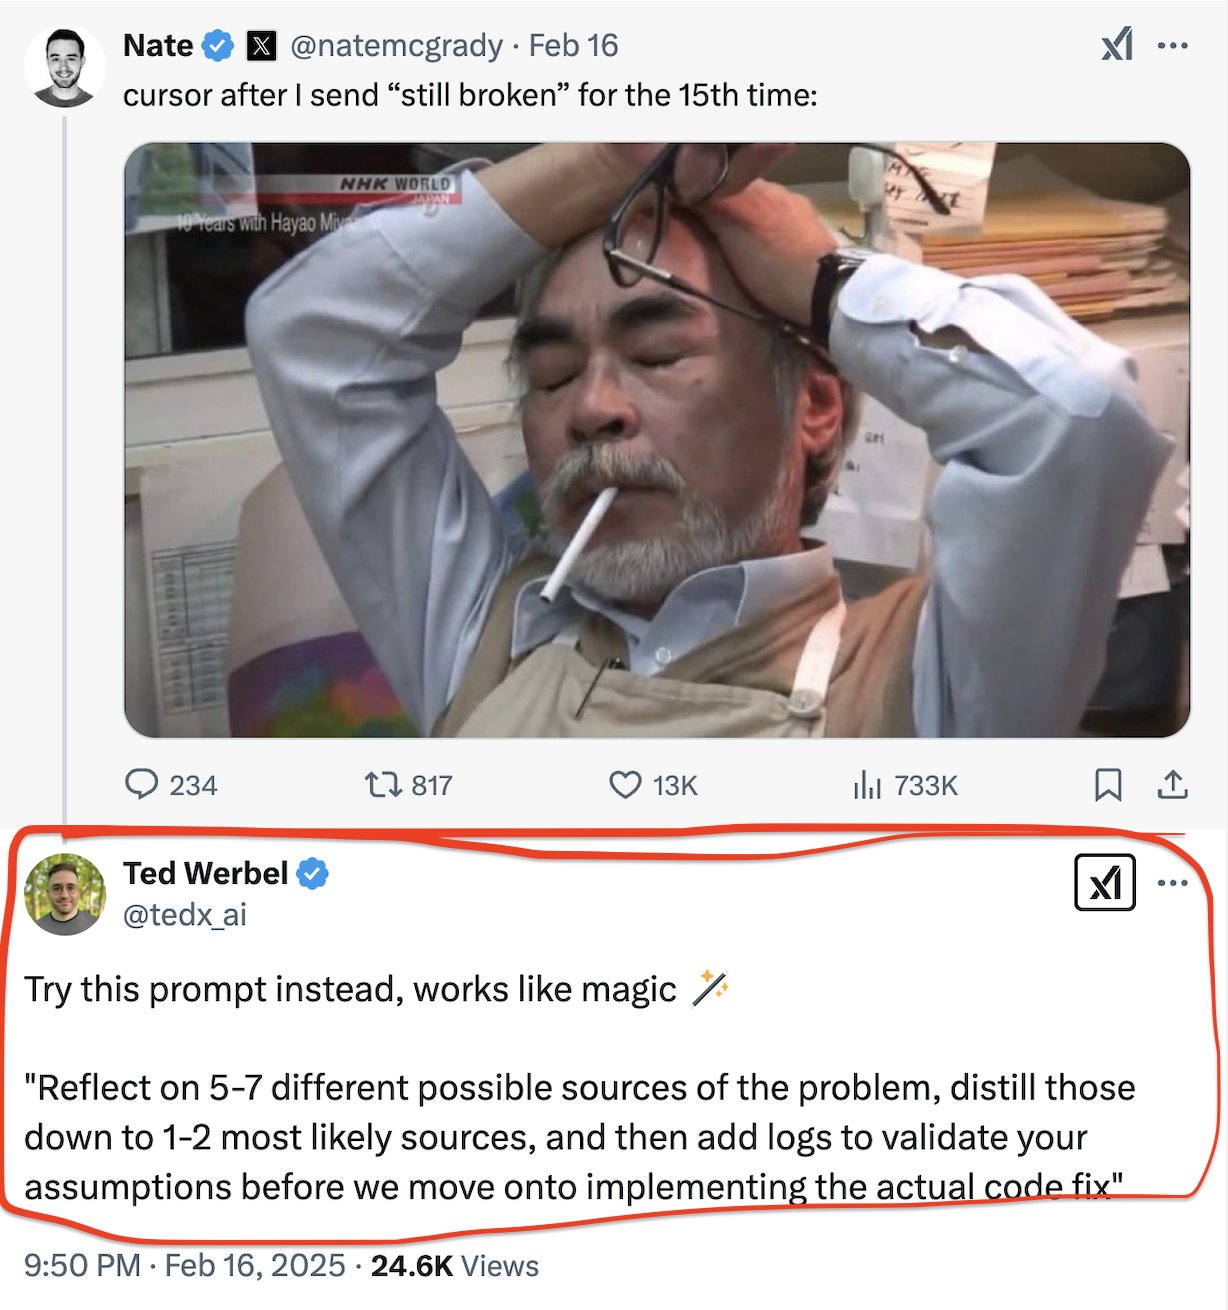 Nate @natemcgrady · Feb 16
cursor after I send “still broken” for the 15th time:
NHK WORLD
JAPAN
10 Years with Hayao
234 817 13K 733K
Ted Werbel
@tedx_ai
Try this prompt instead, works like magic 🪄
"Reflect on 5-7 different possible sources of the problem, distill those
down to 1-2 most likely sources, and then add logs to validate your
assumptions before we move onto implementing the actual code fix"
9:50 PM · Feb 16, 2025 · 24.6K Views